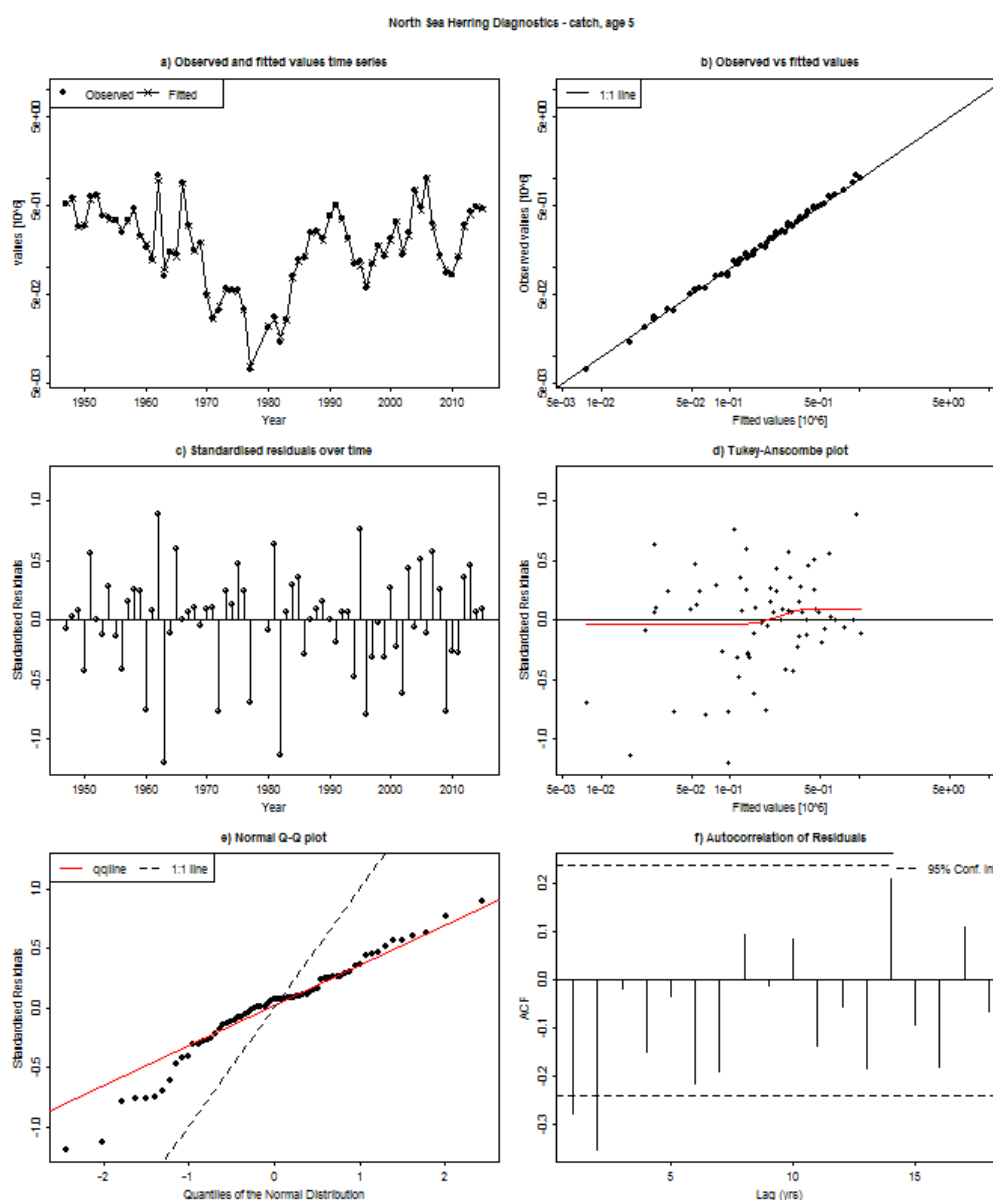 North Sea Herring Diagnostics - catch, age 5
a) Observed and fitted values time series
Observed Fitted
values [10^6]
5e-03 5e-02 5e-01 5e+00
1950 1960 1970 1980 1990 2000 2010
Year
b) Observed vs fitted values
1:1 line
Observed values [10^6]
5e-03 5e-02 5e-01 5e+00
5e-03 1e-02 5e-02 1e-01 5e-01 5e+00
Fitted values [10^6]
c) Standardised residuals over time
Standardised Residuals
-1.0 -0.5 0.0 0.5 1.0
1950 1960 1970 1980 1990 2000 2010
Year
d) Tukey-Anscombe plot
Standardised Residuals
-1.0 -0.5 0.0 0.5 1.0
5e-03 1e-02 5e-02 1e-01 5e-01 5e+00
Fitted values [10^6]
e) Normal Q-Q plot
qqline 1:1 line
Standardised Residuals
-1.0 -0.5 0.0 0.5 1.0
-2 -1 0 1 2
Quantiles of the Normal Distribution
f) Autocorrelation of Residuals
95% Conf. In
ACF
-0.3 -0.2 -0.1 0.0 0.1 0.2
5 10 15
Lag (yrs)